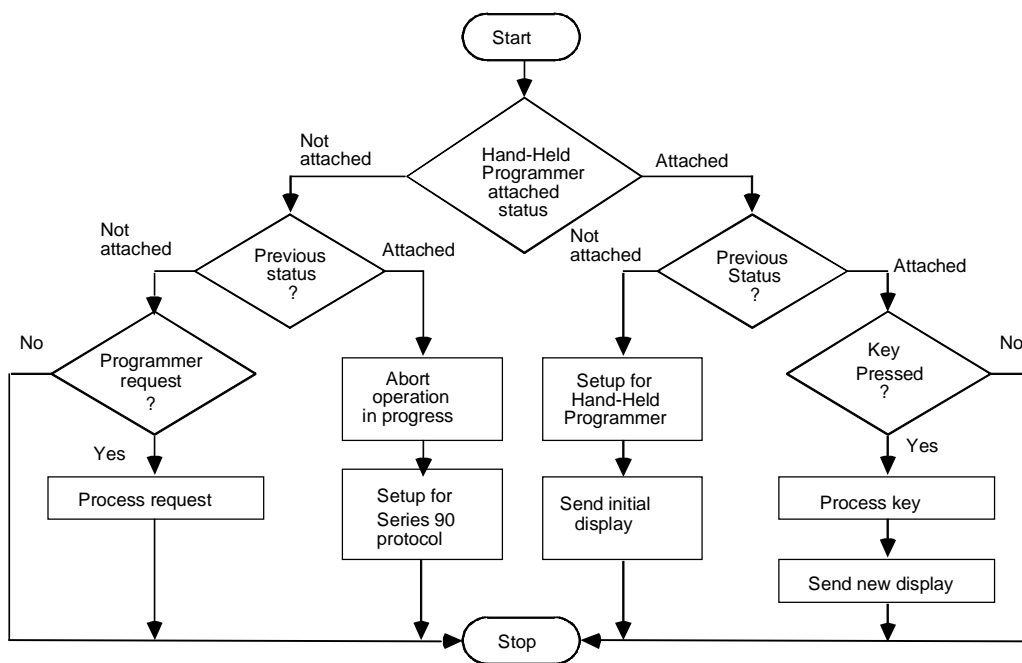 Start
Not
attached
Hand-Held
Programmer
attached
status
Attached
Not
attached
Previous
status
?
Attached
Not
attached
Previous
Status
?
Attached
No
Programmer
request
?
Yes
Process request
Abort
operation
in progress
Setup for
Series 90
protocol
Setup for
Hand-Held
Programmer
Send initial
display
Key
Pressed
?
No
Yes
Process key
Send new display
Stop